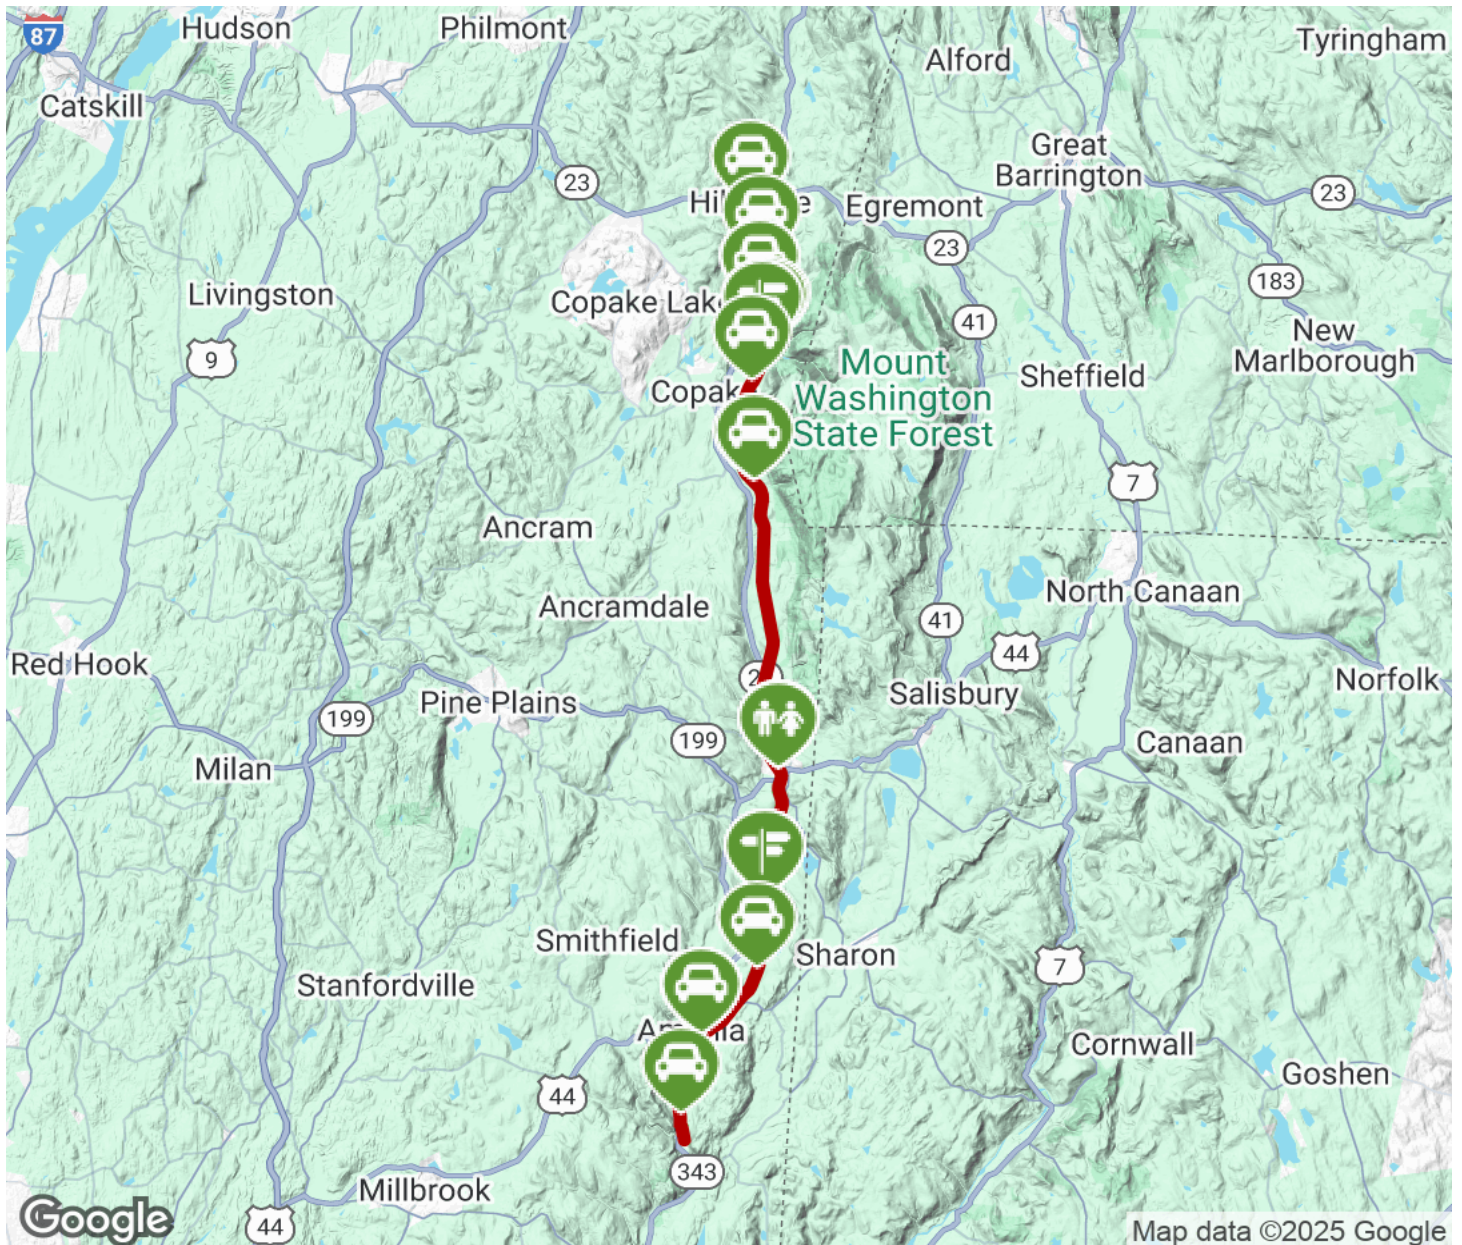 87
Hudson
Philmont
Alford
Tyringham
Catskill
Great
Barrington
23
23
Egremont
23
Livingston
Copake Lake
183
41
New
Marlborough
9
Mount
Washington
State Forest
Sheffield
7
Ancram
North Canaan
Ancramdale
41
44
Red Hook
Salisbury
Norfolk
Pine Plains
199
199
Canaan
Milan
Smithfield
Sharon
7
Stanfordville
Cornwall
Goshen
44
343
Millbrook
44
Google
Map data ©2025 Google